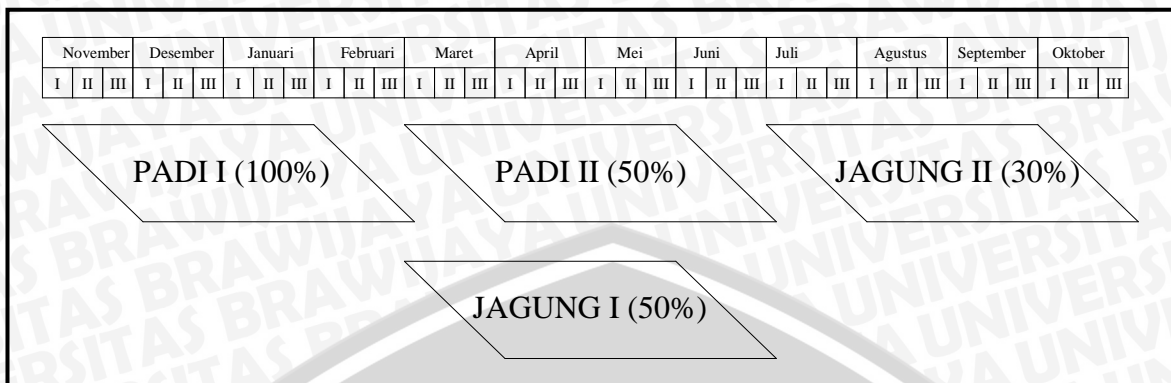 November Desember Januari Februari Maret April Mei Juni Juli Agustus September Oktober
I II III I II III I II III I II III I II III I II III I II III I II III I II III I II III I II III I II III
PADI I (100%) PADI II (50%) JAGUNG II (30%)
JAGUNG I (50%)